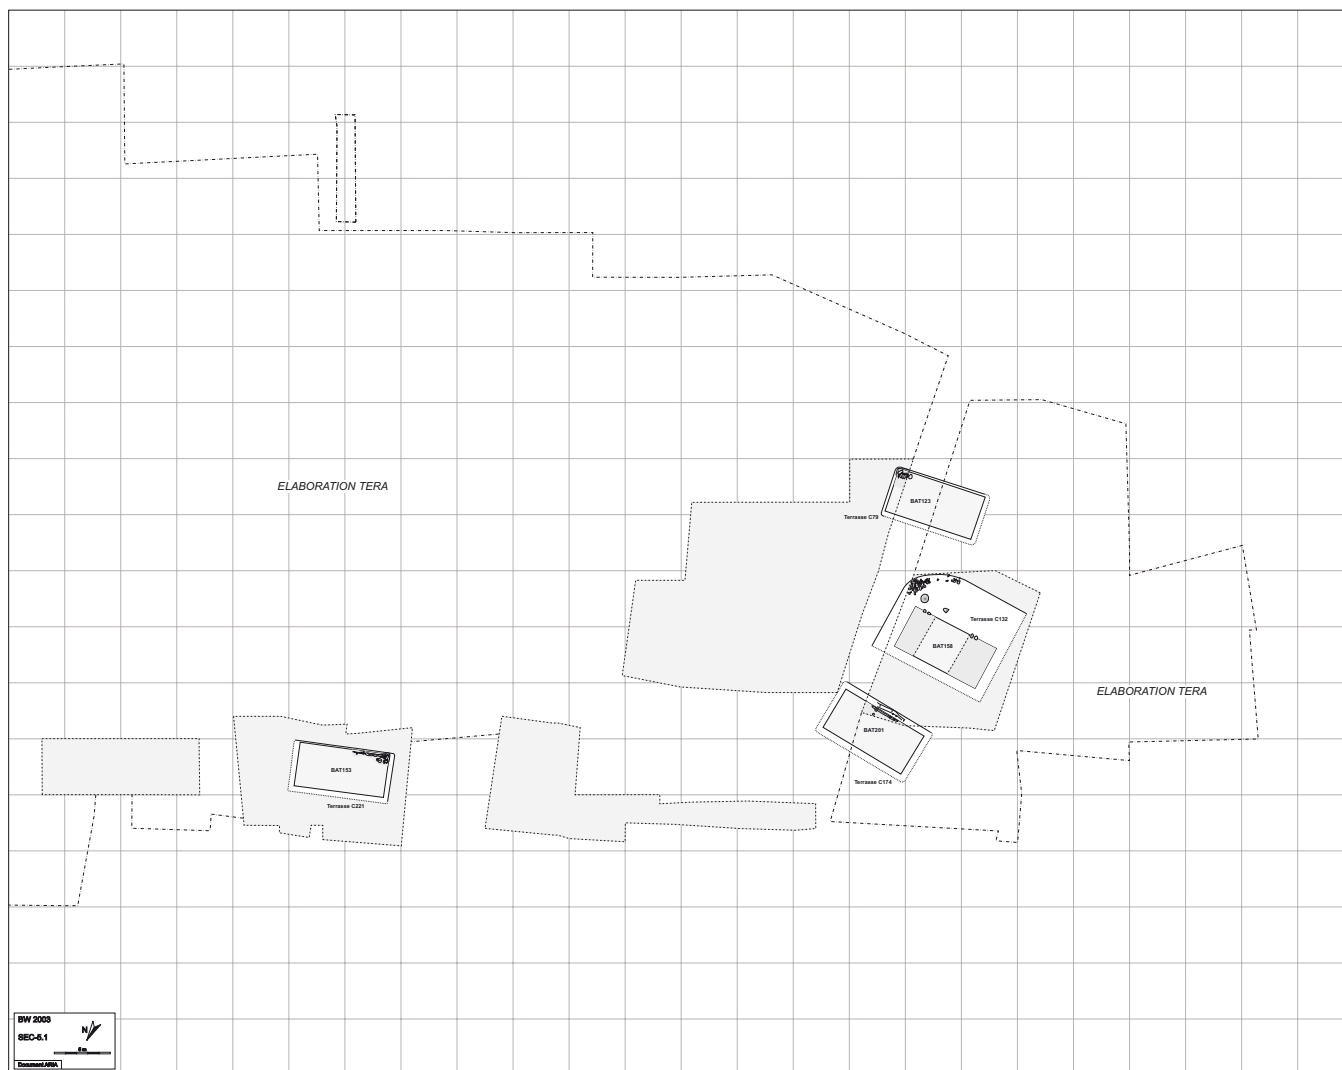 ELABORATION TERA
BAT123
Terrasse C79
Terrasse C132
BAT158
ELABORATION TERA
BAT201
BAT153
Terrasse C174
Terrasse C221
BW 2003
N
SEC-5.1
5 m
Document ARIA